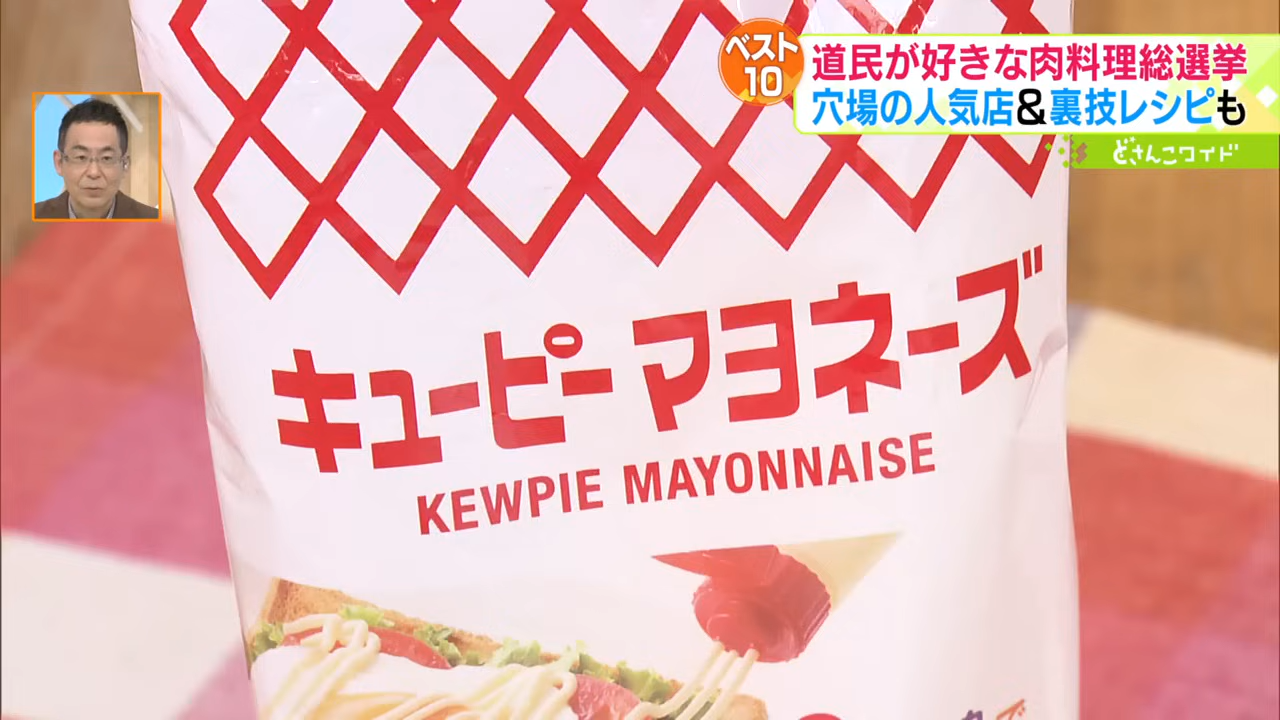 ベスト
10
道民が好きな肉料理総選挙
穴場の人気店&裏技レシピも
どさんこワイド
キューピーマヨネーズ
KEWPIE MAYONNAISE